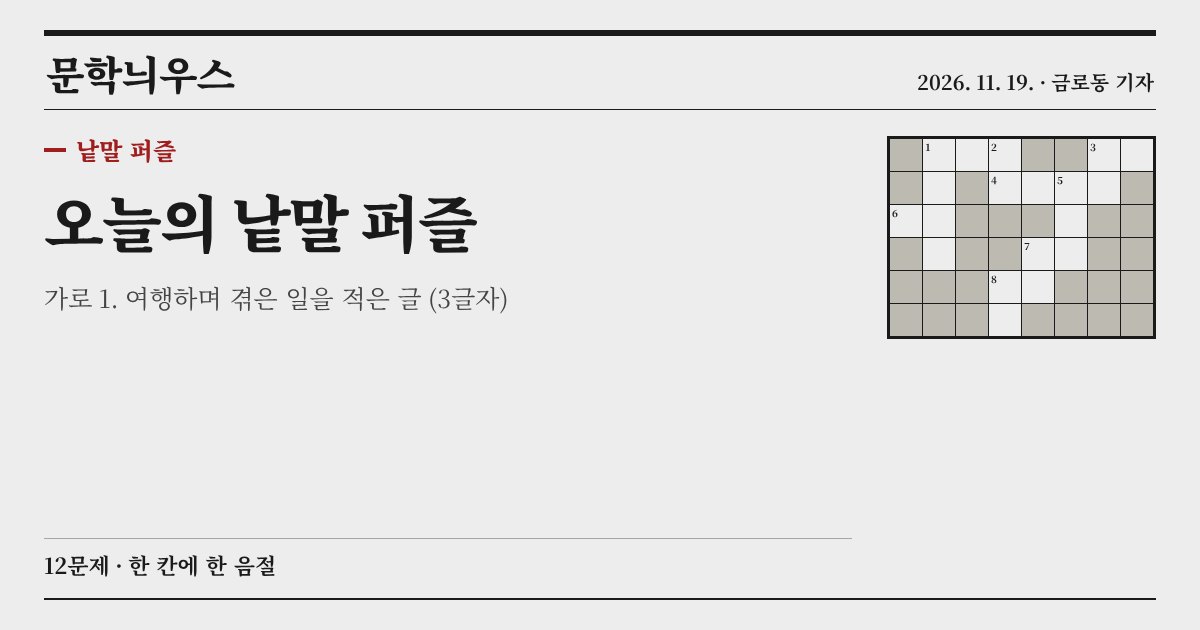 문학늬우스
2026. 11. 19. · 금로동 기자
낱말 퍼즐
오늘의 낱말 퍼즐
가로 1. 여행하며 겪은 일을 적은 글 (3글자)
1 2 3
4 5
6
7
8
12문제 · 한 칸에 한 음절